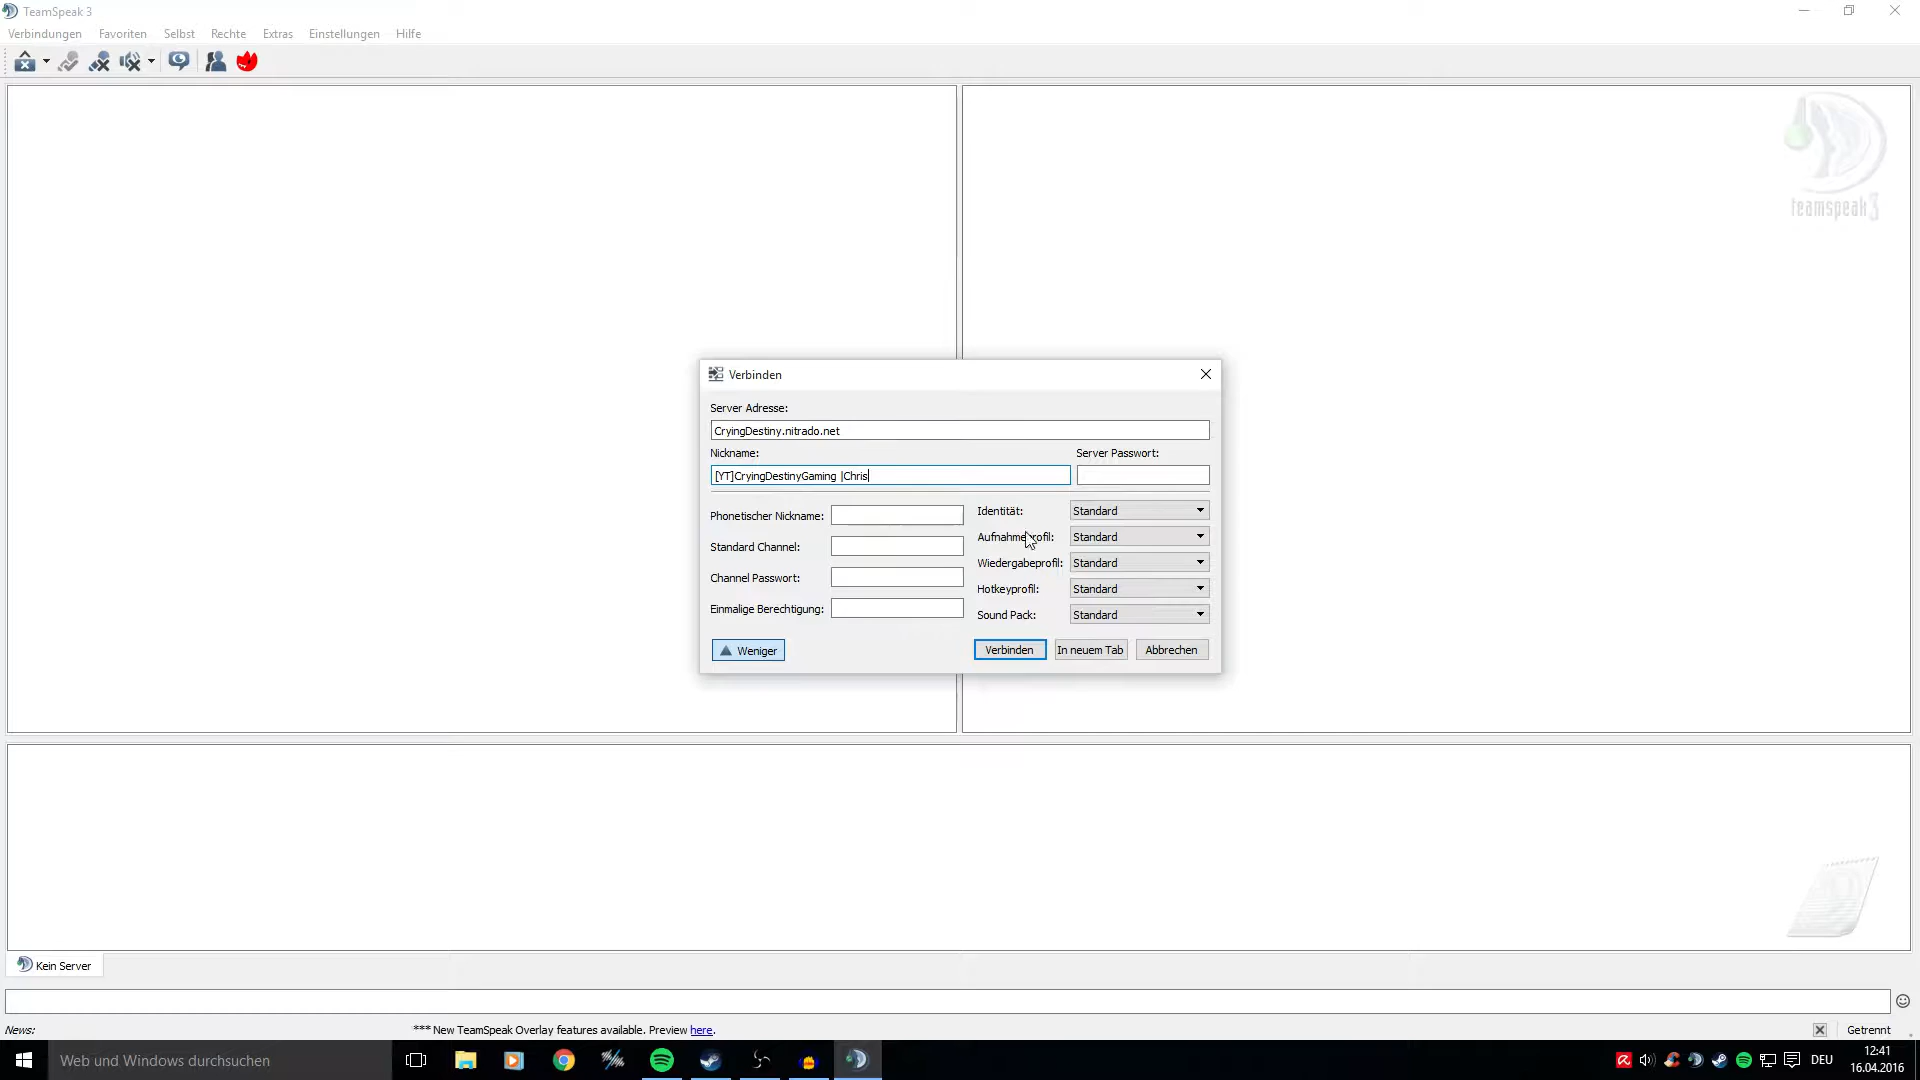 TeamSpeak 3
Verbindungen Favoriten Selbst Rechte Extras Einstellungen Hilfe
teamspeak3
Verbinden
Server Adresse:
CryingDestiny.nitrado.net
Nickname: Server Passwort:
[YT]CryingDestinyGaming |Chris
Phonetischer Nickname: Identität: Standard
Standard Channel: Aufnahmeprofil: Standard
Channel Passwort: Wiedergabeprofil: Standard
Einmalige Berechtigung: Hotkeyprofil: Standard
Sound Pack: Standard
Weniger Verbinden In neuem Tab Abbrechen
Kein Server
News: *** New TeamSpeak Overlay features available. Preview here. Getrennt
Web und Windows durchsuchen DEU 12:41
16.04.2016